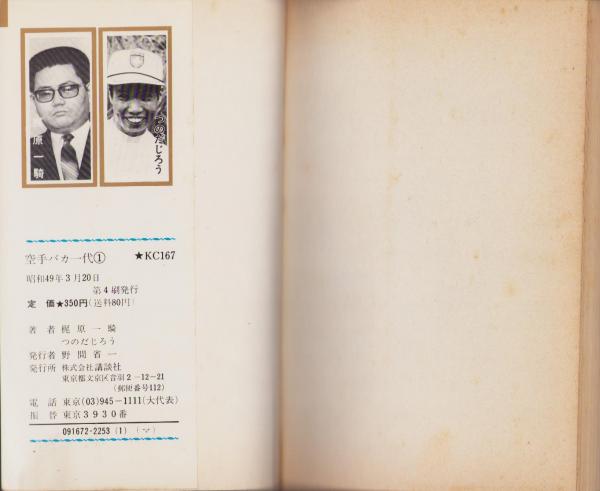 原一騎
つのだじろう
空手バカ一代① ★KC167
昭和49年3月20日
第4刷発行
定 価★350円(送料80円)
著 者 梶原一騎
つのだじろう
発行者 野間省一
発行所 株式会社講談社
東京都文京区音羽2-12-21
(郵便番号112)
電 話 東京(03)945-1111(大代表)
振 替 東京3930番
091672-2253 (1) (マ)